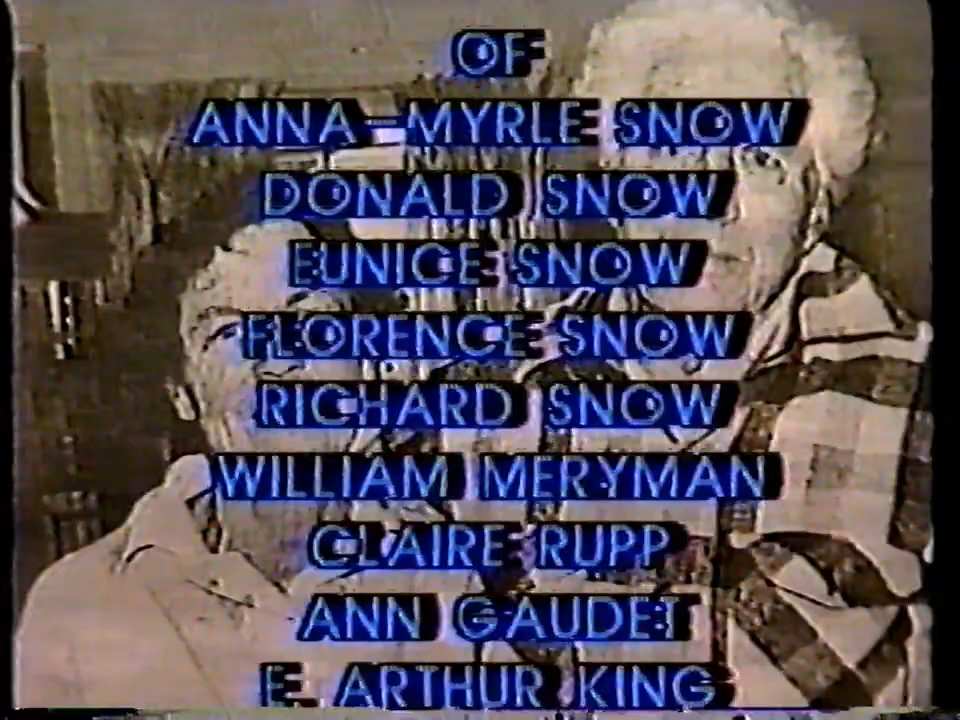 OF
ANNA-MYRLE SNOW
DONALD SNOW
EUNICE SNOW
FLORENCE SNOW
RICHARD SNOW
WILLIAM MERYMAN
CLAIRE RUPP
ANN GAUDET
E. ARTHUR KING